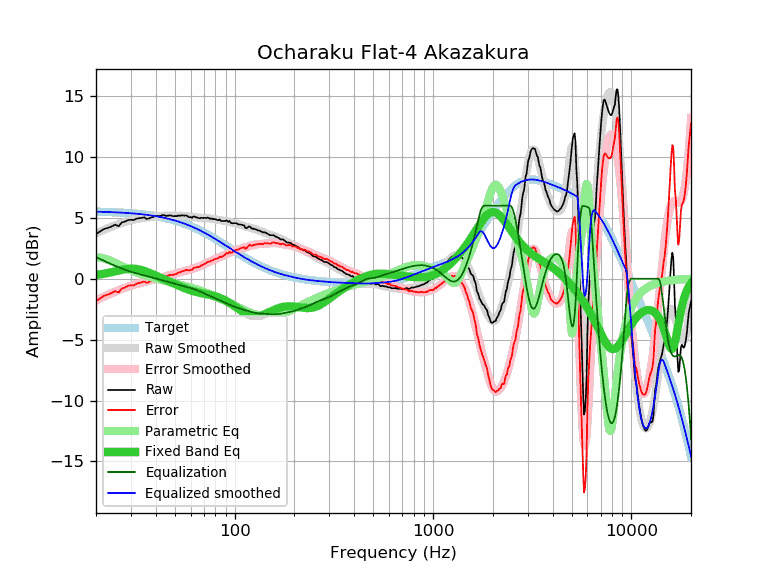 Ocharaku Flat-4 Akazakura
15
10
5
0
−5
−10
−15
Amplitude (dBr)
Target
Raw Smoothed
Error Smoothed
Raw
Error
Parametric Eq
Fixed Band Eq
Equalization
Equalized smoothed
100
1000
10000
Frequency (Hz)